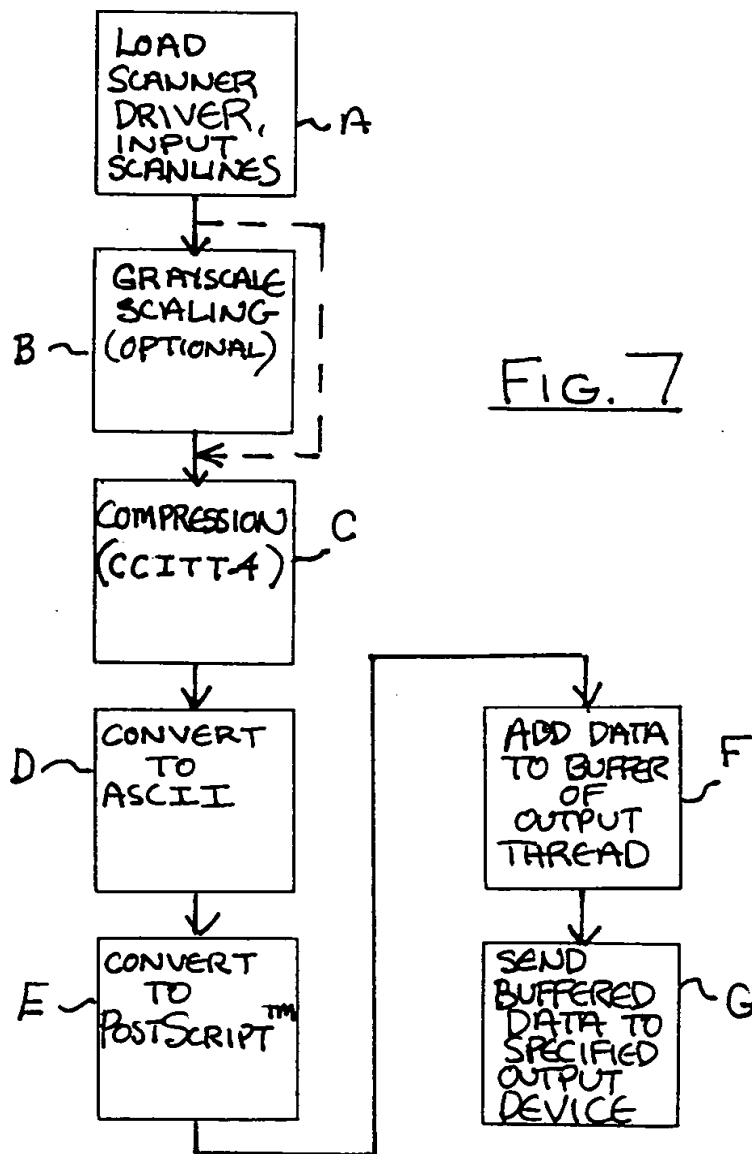 LOAD
SCANNER
DRIVER,
INPUT
SCANLINES
A
GRAYSCALE
SCALING
(OPTIONAL)
B
FIG. 7
COMPRESSION
(CCITT-4)
C
CONVERT
TO
ASCII
D
CONVERT
TO
POSTSCRIPT™
E
ADD DATA
TO BUFFER
OF
OUTPUT
THREAD
F
SEND
BUFFERED
DATA TO
SPECIFIED
OUTPUT
DEVICE
G